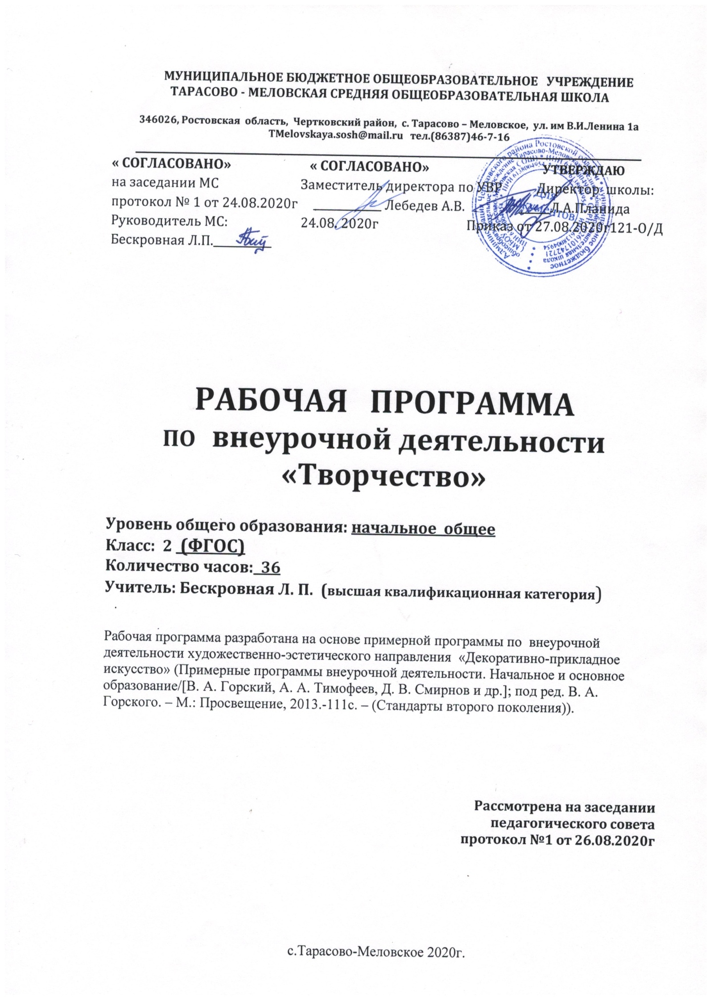 МУНИЦИПАЛЬНОЕ БЮДЖЕТНОЕ ОБЩЕОБРАЗОВАТЕЛЬНОЕ УЧРЕЖДЕНИЕ
ТАРАСОВО - МЕЛОВСКАЯ СРЕДНЯЯ ОБЩЕОБРАЗОВАТЕЛЬНАЯ ШКОЛА
346026, Ростовская область, Чертковский район, с. Тарасово – Меловское, ул. им В.И.Ленина 1а
TMelovskaya.sosh@mail.ru тел.(86387)46-7-16
« СОГЛАСОВАНО»
на заседании МС
протокол № 1 от 24.08.2020г
Руководитель МС:
Бескровная Л.П.
« СОГЛАСОВАНО»
Заместитель директора по УВР
Лебедев А.В.
24.08. 2020г
УТВЕРЖДАЮ
Директор школы:
Л.А.Планида
Приказ от 27.08.2020г121-О/Д
РАБОЧАЯ ПРОГРАММА
ПО внеурочной деятельности
«Творчество»
Уровень общего образования: начальное общее
Класс: 2 (ФГОС)
Количество часов: 36
Учитель: Бескровная Л. П. (высшая квалификационная категория)
Рабочая программа разработана на основе примерной программы по внеурочной
деятельности художественно-эстетического направления «Декоративно-прикладное
искусство» (Примерные программы внеурочной деятельности. Начальное и основное
образование/[В. А. Горский, А. А. Тимофеев, Д. В. Смирнов и др.]; под ред. В. А.
Горского. – М.: Просвещение, 2013.-111с. – (Стандарты второго поколения)).
Рассмотрена на заседании
педагогического совета
протокол №1 от 26.08.2020г
с.Тарасово-Меловское 2020г.